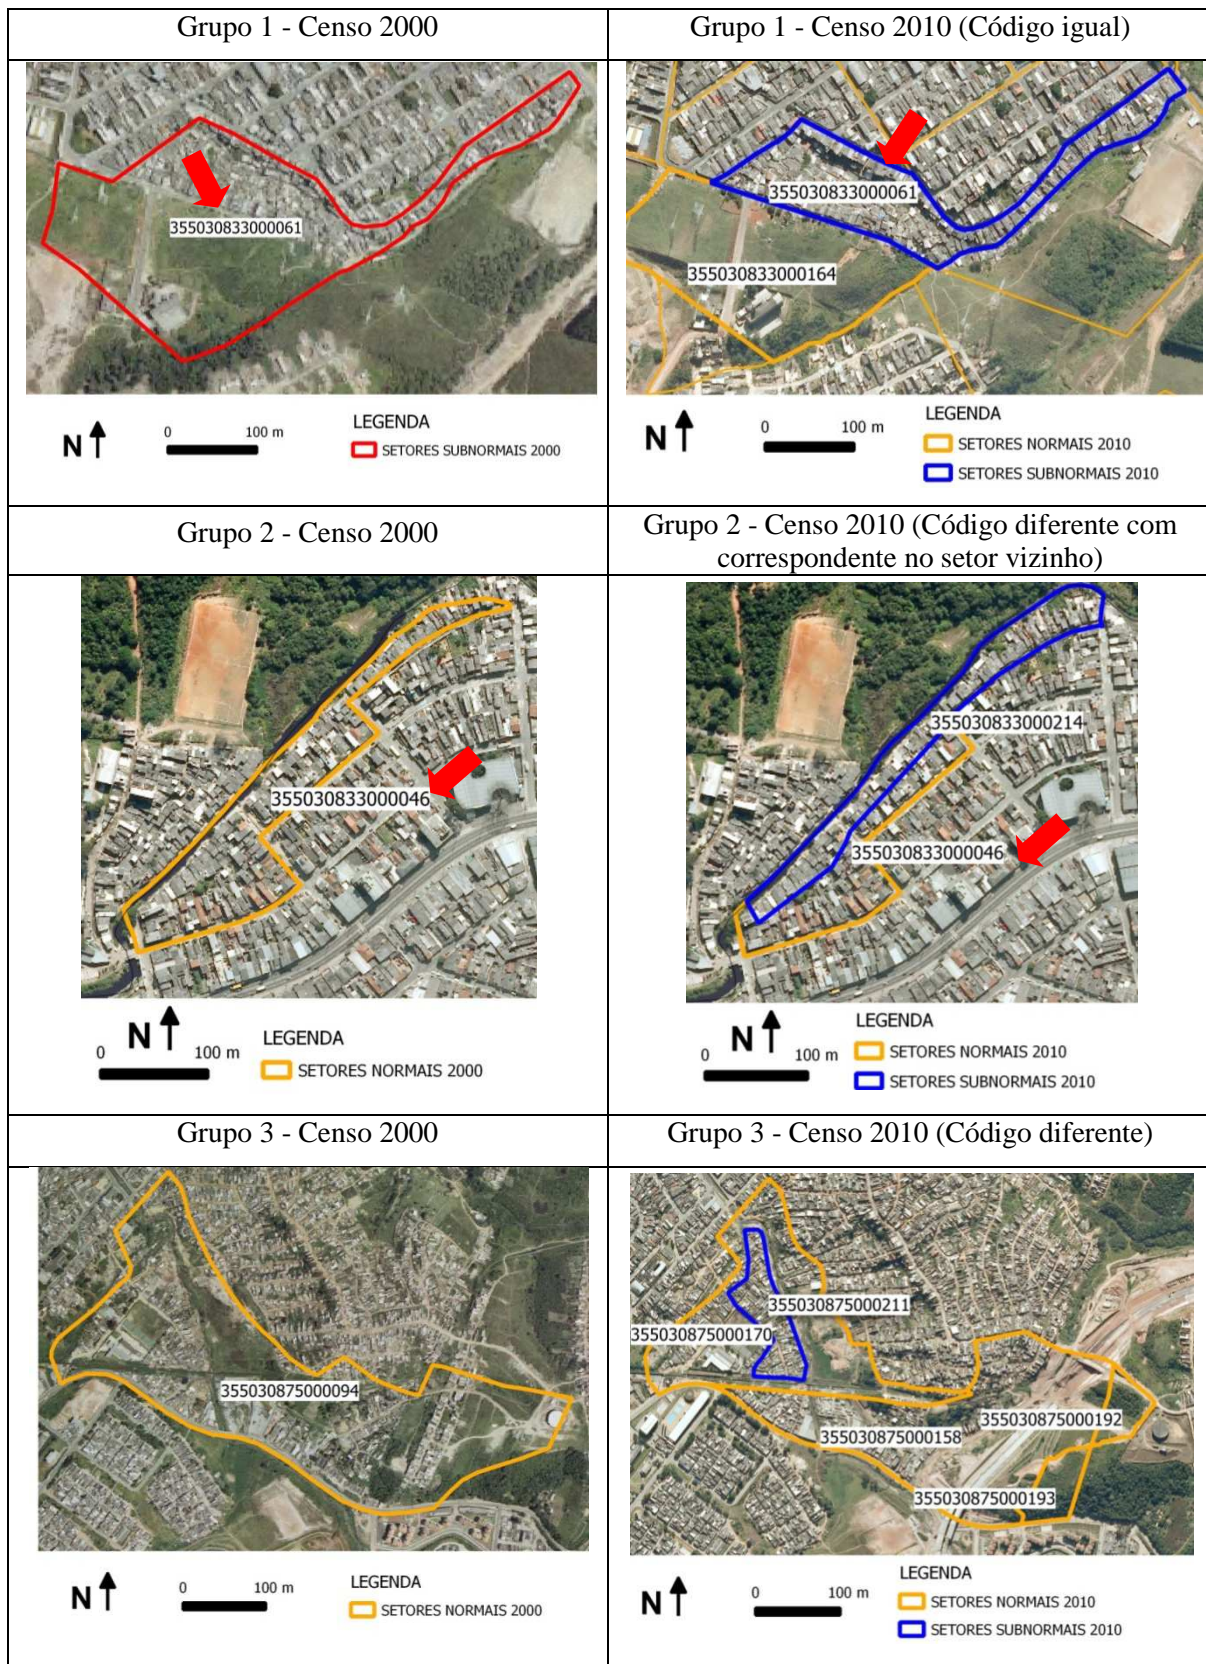 Grupo 1 - Censo 2000
Grupo 1 - Censo 2010 (Código igual)
355030833000061
N
0 100 m
LEGENDA
SETORES SUBNORMAIS 2000
355030833000061
355030833000164
N
0 100 m
LEGENDA
SETORES NORMAIS 2010
SETORES SUBNORMAIS 2010
Grupo 2 - Censo 2000
Grupo 2 - Censo 2010 (Código diferente com
correspondente no setor vizinho)
355030833000046
N
0 100 m
LEGENDA
SETORES NORMAIS 2000
355030833000214
355030833000046
N
0 100 m
LEGENDA
SETORES NORMAIS 2010
SETORES SUBNORMAIS 2010
Grupo 3 - Censo 2000
Grupo 3 - Censo 2010 (Código diferente)
355030875000094
N
0 100 m
LEGENDA
SETORES NORMAIS 2000
355030875000211
355030875000170
355030875000192
355030875000158
355030875000193
N
0 100 m
LEGENDA
SETORES NORMAIS 2010
SETORES SUBNORMAIS 2010